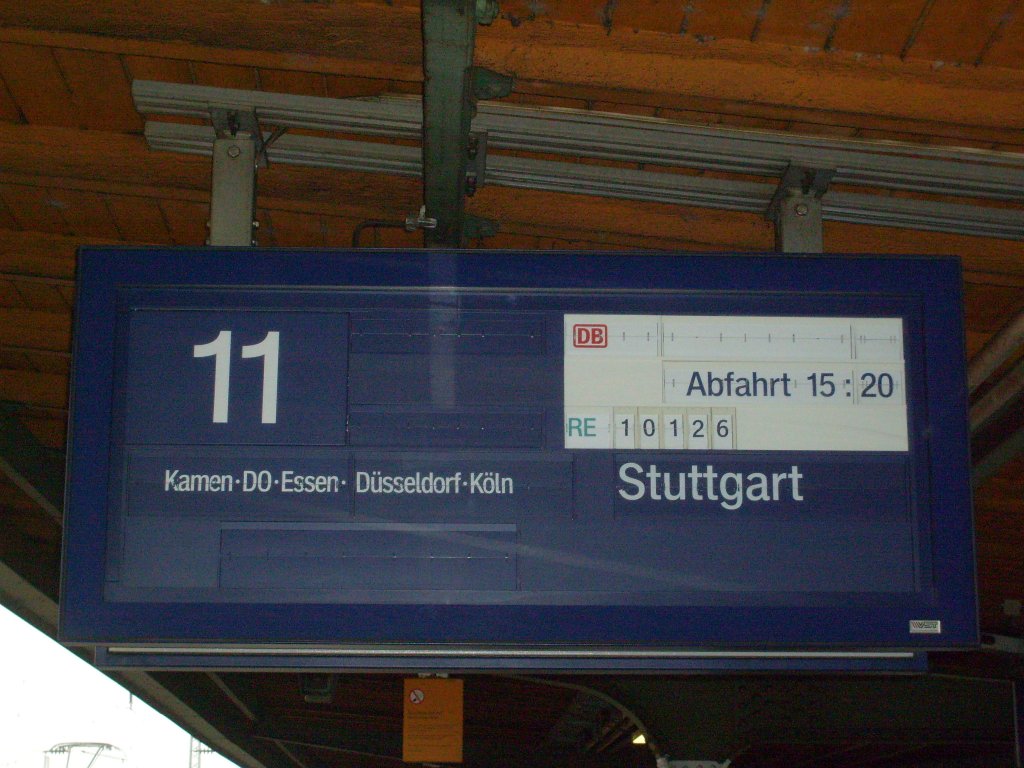 11
DB
Abfahrt 15 : 20
RE 10126
Kamen·DO·Essen· Düsseldorf·Köln
Stuttgart